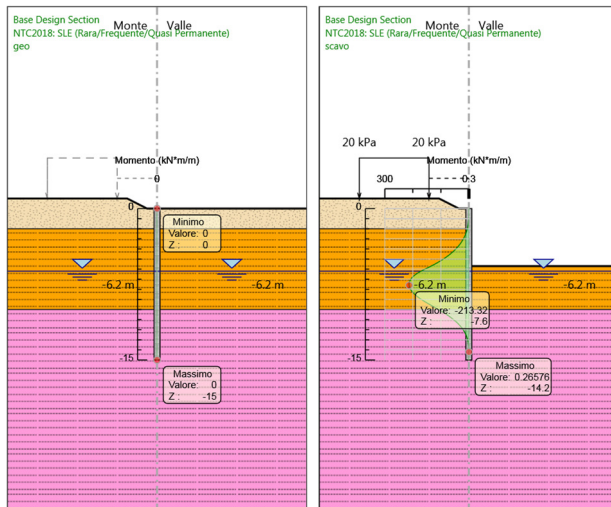 Base Design Section
NTC2018: SLE (Rara/Frequente/Quasi Permanente)
geo
Monte Valle
Momento (kN*m/m)
0
0
Minimo
Valore: 0
Z : 0
-6.2 m
-6.2 m
-15
Massimo
Valore: 0
Z : -15
Base Design Section
NTC2018: SLE (Rara/Frequente/Quasi Permanente)
scavo
Monte Valle
20 kPa
20 kPa
Momento (kN*m/m)
300
0.3
0
-6.2 m
-6.2 m
Minimo
Valore: -213.32
Z : -7.6
-15
Massimo
Valore: 0.26576
Z : -14.2